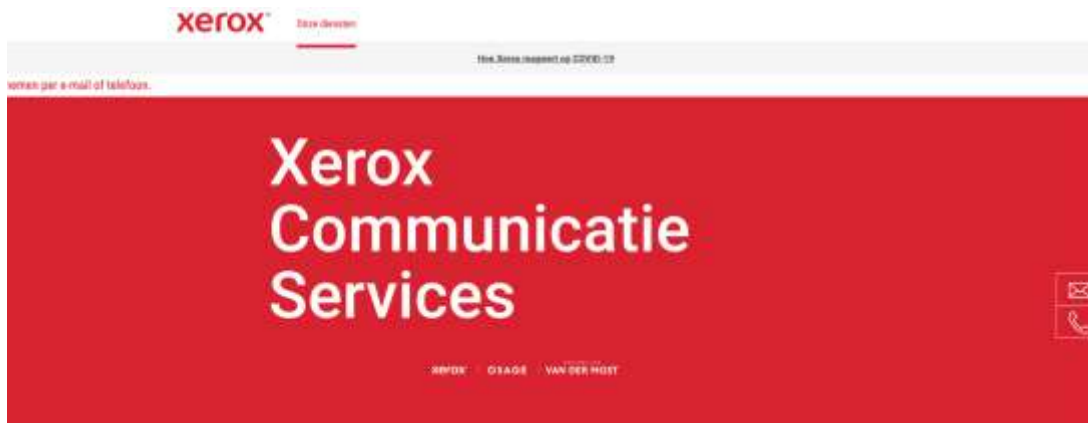 xerox™
Onze diensten
Hoe Xerox reageert op COVID-19
nemen per e-mail of telefoon.
Xerox
Communicatie
Services
xerox OSAGE VAN DER MOST